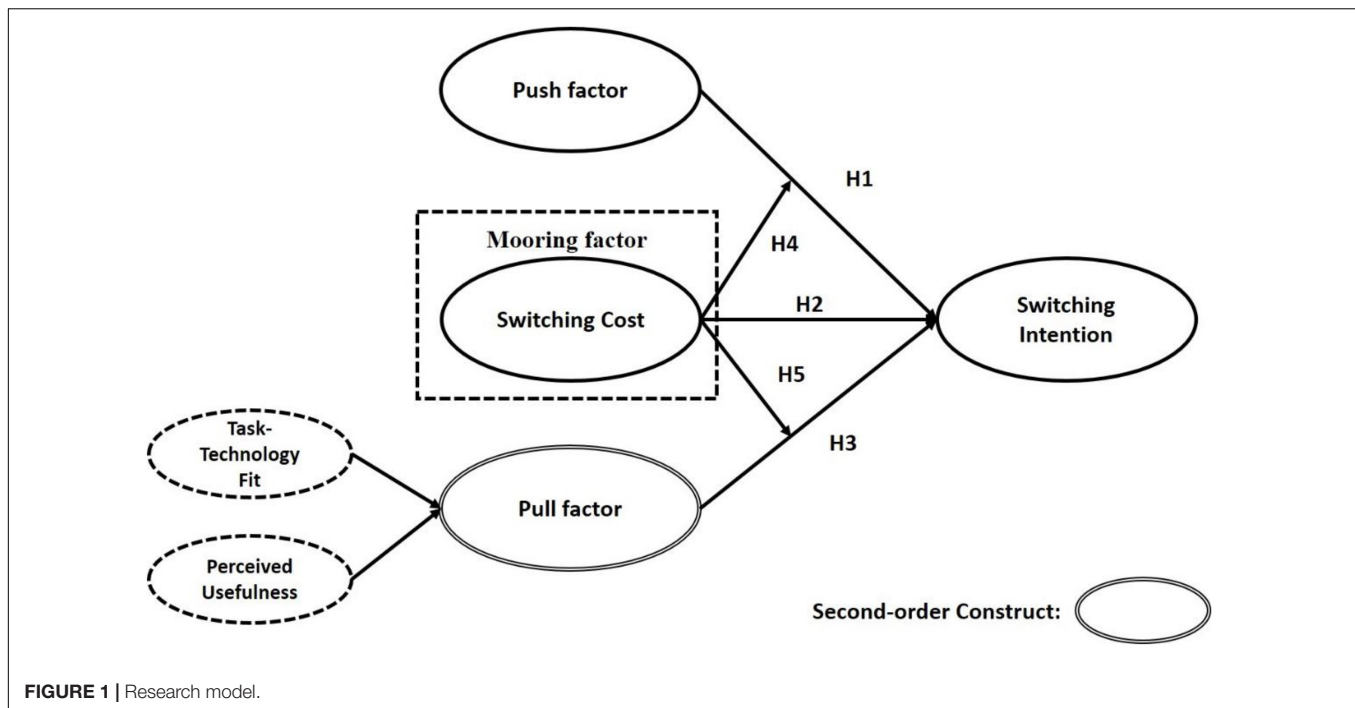 Push factor
H1
Mooring factor
H4
Switching Cost
H2
Switching
Intention
H5
Task-
Technology
Fit
H3
Pull factor
Perceived
Usefulness
Second-order Construct:
FIGURE 1 | Research model.